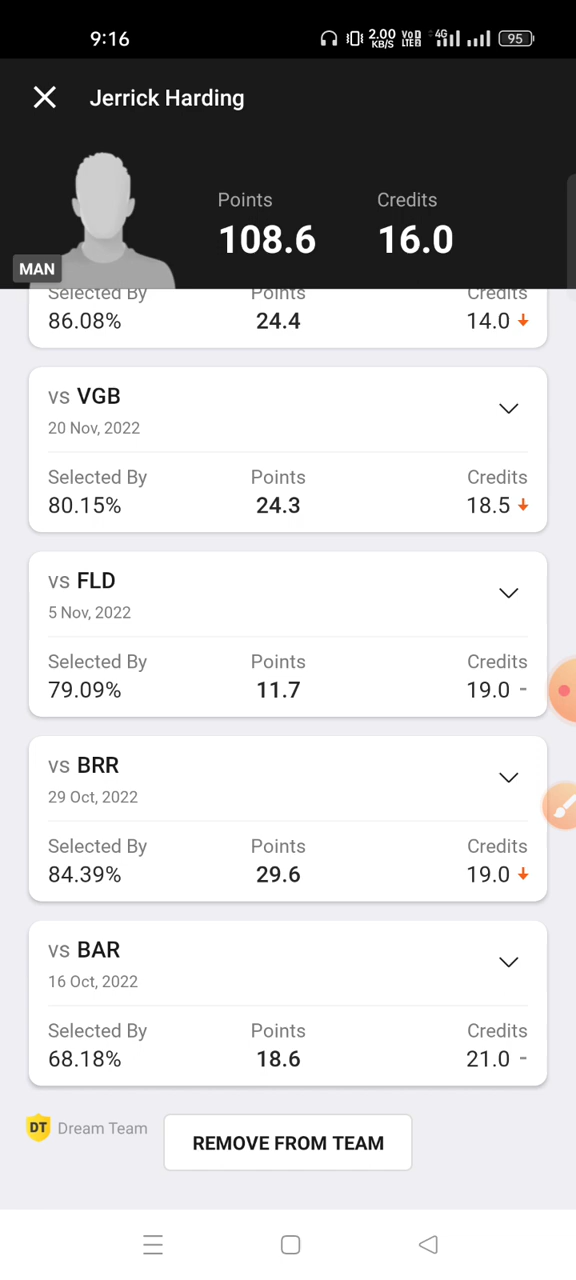 9:16
2.00 KB/S VoD LTE 4G 95
Jerrick Harding
Points Credits
108.6 16.0
MAN
Selected By Points Credits
86.08% 24.4 14.0
vs VGB
20 Nov, 2022
Selected By Points Credits
80.15% 24.3 18.5
vs FLD
5 Nov, 2022
Selected By Points Credits
79.09% 11.7 19.0 -
vs BRR
29 Oct, 2022
Selected By Points Credits
84.39% 29.6 19.0
vs BAR
16 Oct, 2022
Selected By Points Credits
68.18% 18.6 21.0 -
DT Dream Team
REMOVE FROM TEAM